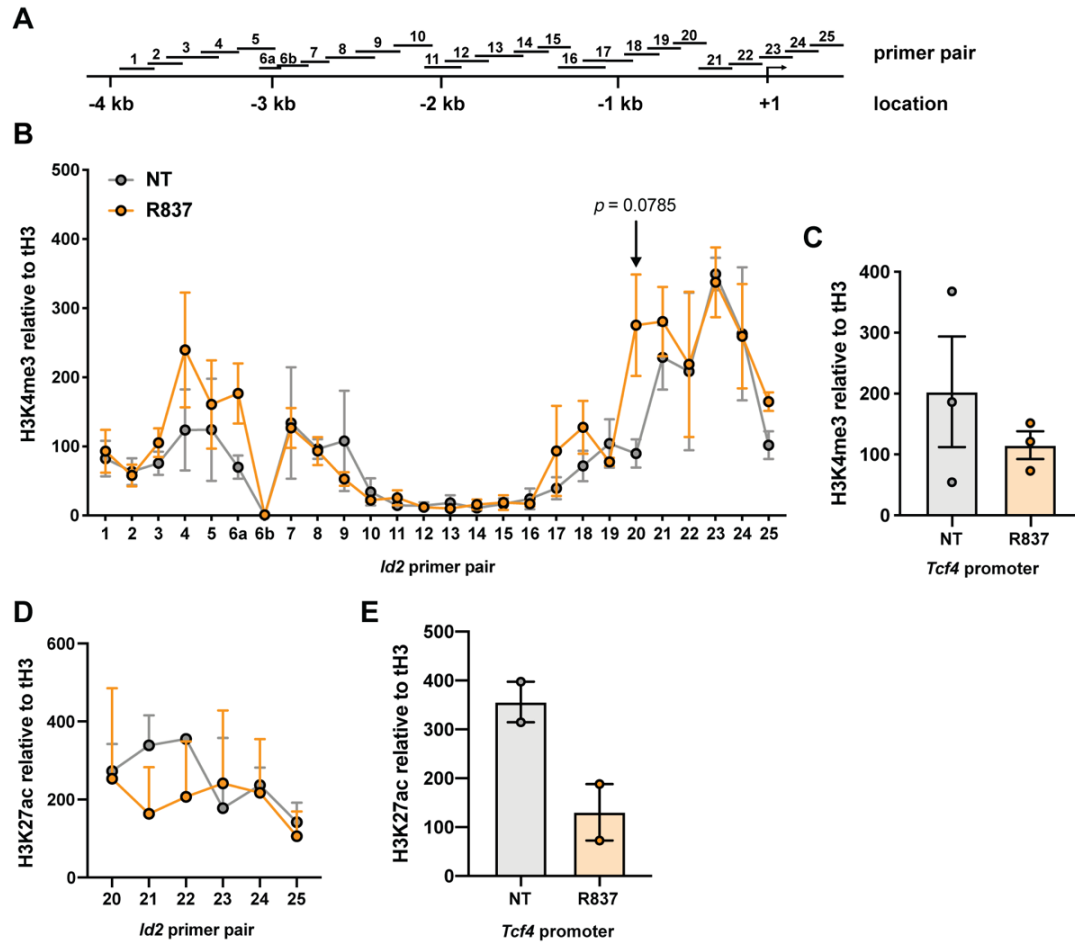 A
1 2 3 4 5 6a 6b 7 8 9 10 11 12 13 14 15 16 17 18 19 20 21 22 23 24 25
primer pair
-4 kb -3 kb -2 kb -1 kb +1 location
B
H3K4me3 relative to tH3
500
400
300
200
100
0
NT
R837
p = 0.0785
1 2 3 4 5 6a 6b 7 8 9 10 11 12 13 14 15 16 17 18 19 20 21 22 23 24 25
Id2 primer pair
C
H3K4me3 relative to tH3
400
300
200
100
0
NT R837
Tcf4 promoter
D
H3K27ac relative to tH3
600
400
200
0
20 21 22 23 24 25
Id2 primer pair
E
H3K27ac relative to tH3
500
400
300
200
100
0
NT R837
Tcf4 promoter